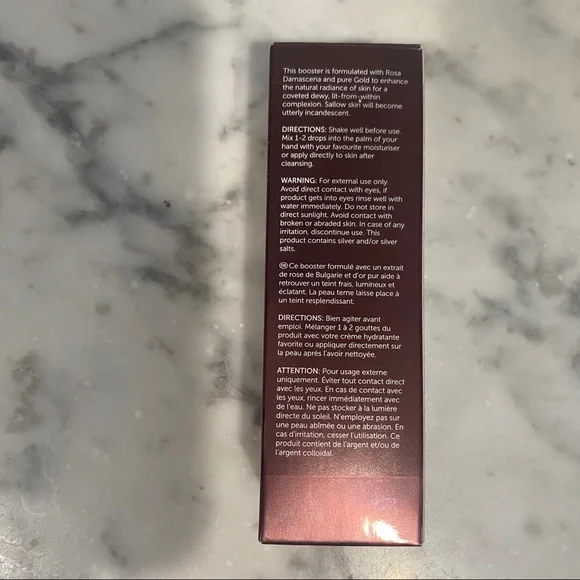 This booster is formulated with Rosa
Damascena and pure Gold to enhance
the natural radiance of skin for a
coveted dewy, lit-from-within
complexion. Sallow skin will become
utterly incandescent.
DIRECTIONS: Shake well before use.
Mix 1-2 drops into the palm of your
hand with your favourite moisturiser
or apply directly to skin after
cleansing.
WARNING: For external use only.
Avoid direct contact with eyes, if
product gets into eyes rinse well with
water immediately. Do not store in
direct sunlight. Avoid contact with
broken or abraded skin. In case of any
irritation, discontinue use. This
product contains silver and/or silver
salts.
FR Ce booster formulé avec un extrait
de rose de Bulgarie et d'or pur aide à
retrouver un teint frais, lumineux et
éclatant. La peau terne laisse place à
un teint resplendissant.
DIRECTIONS: Bien agiter avant
emploi. Mélanger 1 à 2 gouttes du
produit avec votre crème hydratante
favorite ou appliquer directement sur
la peau après l'avoir nettoyée.
ATTENTION: Pour usage externe
uniquement. Éviter tout contact direct
avec les yeux. En cas de contact avec
les yeux, rincer immédiatement avec
de l'eau. Ne pas stocker à la lumière
directe du soleil. N'employez pas sur
une peau abîmée ou une abrasion. En
cas d'irritation, cesser l'utilisation. Ce
produit contient de l'argent et/ou de
l'argent colloidal.